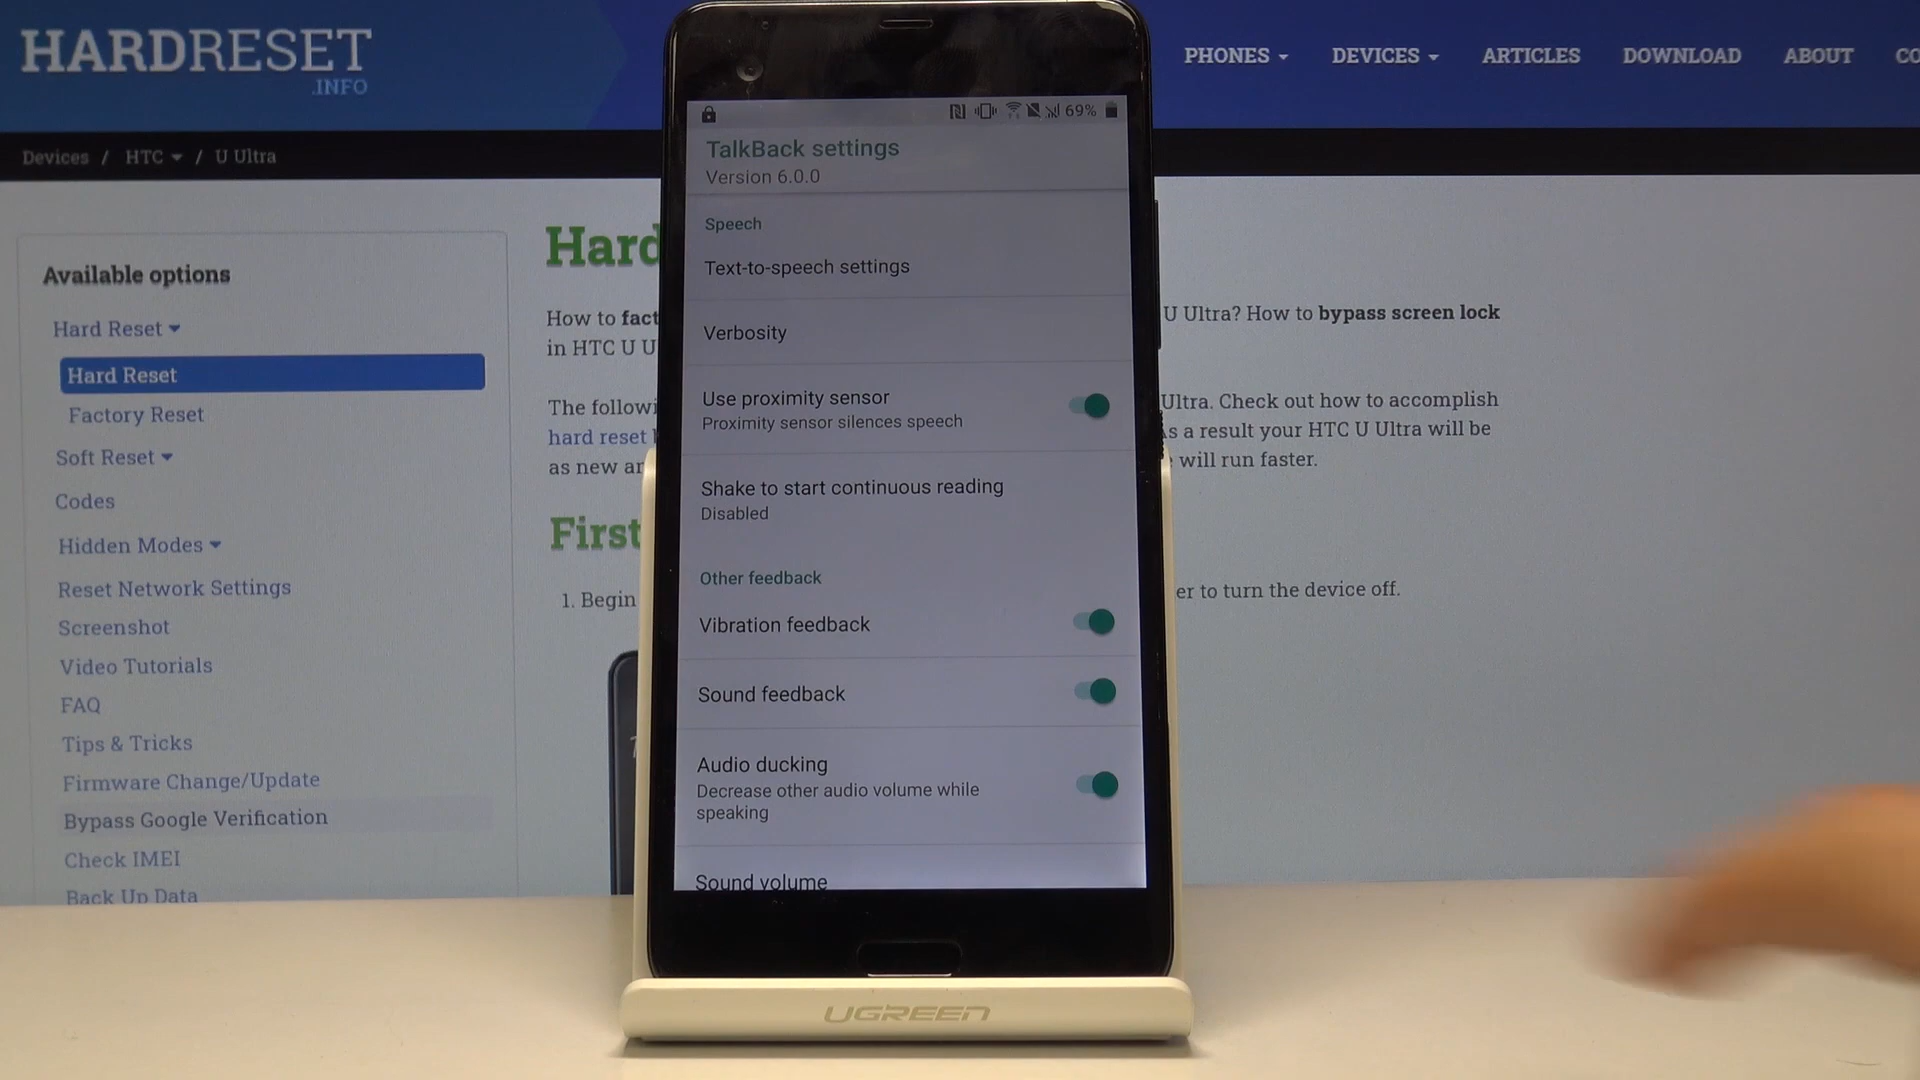 HARDRESET
.INFO
PHONES
DEVICES
ARTICLES
DOWNLOAD
ABOUT
Devices / HTC / U Ultra
Available options
Hard Reset
Hard Reset
Factory Reset
Soft Reset
Codes
Hidden Modes
Reset Network Settings
Screenshot
Video Tutorials
FAQ
Tips & Tricks
Firmware Change/Update
Bypass Google Verification
Check IMEI
Back Up Data
Hard
How to
U Ultra? How to bypass screen lock
in HTC U
The
Ultra. Check out how to accomplish
hard reset
a result your HTC U Ultra will be
as new
will run faster.
First
1. Begin
to turn the device off.
69%
TalkBack settings
Version 6.0.0
Speech
Text-to-speech settings
Verbosity
Use proximity sensor
Proximity sensor silences speech
Shake to start continuous reading
Disabled
Other feedback
Vibration feedback
Sound feedback
Audio ducking
Decrease other audio volume while
speaking
Sound volume
UGREEN